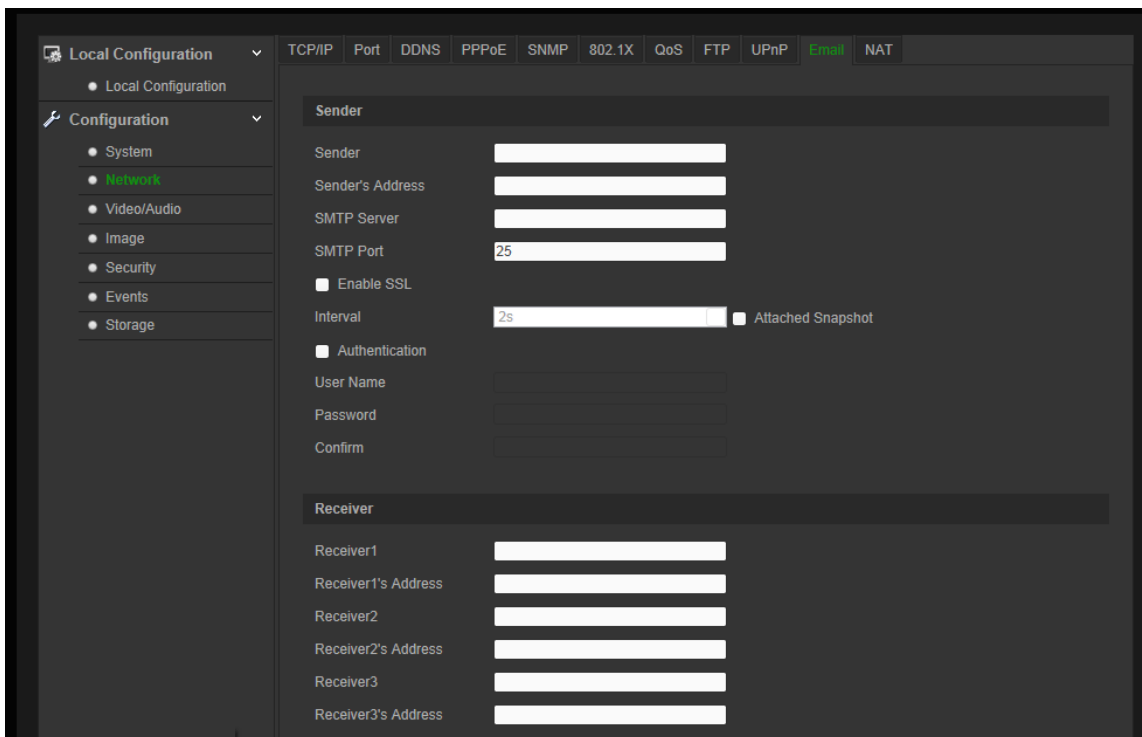 Local Configuration
Local Configuration
Configuration
System
Network
Video/Audio
Image
Security
Events
Storage
TCP/IP Port DDNS PPPoE SNMP 802.1X QoS FTP UPnP Email NAT
Sender
Sender
Sender's Address
SMTP Server
SMTP Port 25
Enable SSL
Interval 2s Attached Snapshot
Authentication
User Name
Password
Confirm
Receiver
Receiver1
Receiver1's Address
Receiver2
Receiver2's Address
Receiver3
Receiver3's Address